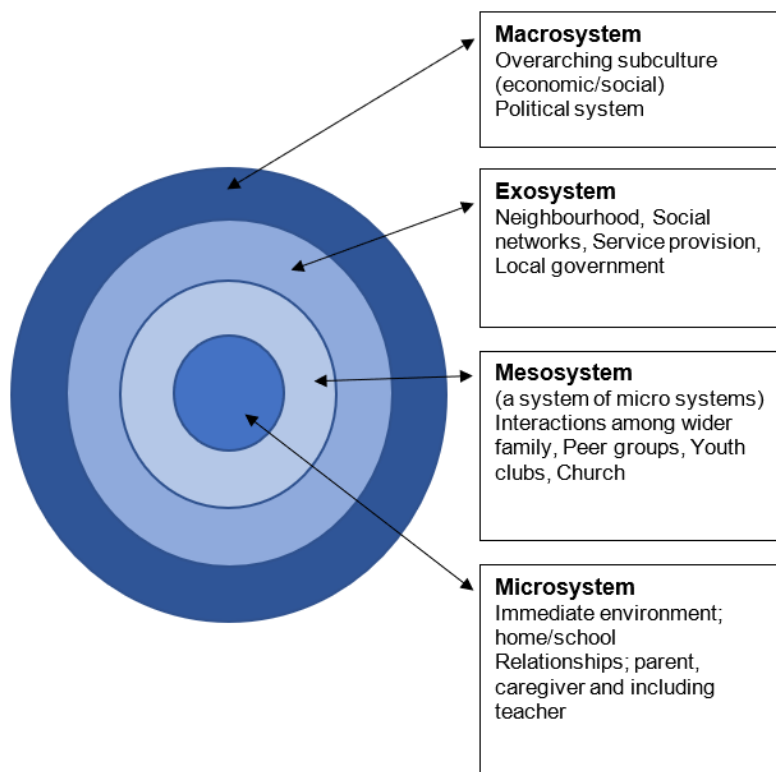 Macrosystem
Overarching subculture
(economic/social)
Political system
Exosystem
Neighbourhood, Social
networks, Service provision,
Local government
Mesosystem
(a system of micro systems)
Interactions among wider
family, Peer groups, Youth
clubs, Church
Microsystem
Immediate environment;
home/school
Relationships; parent,
caregiver and including
teacher